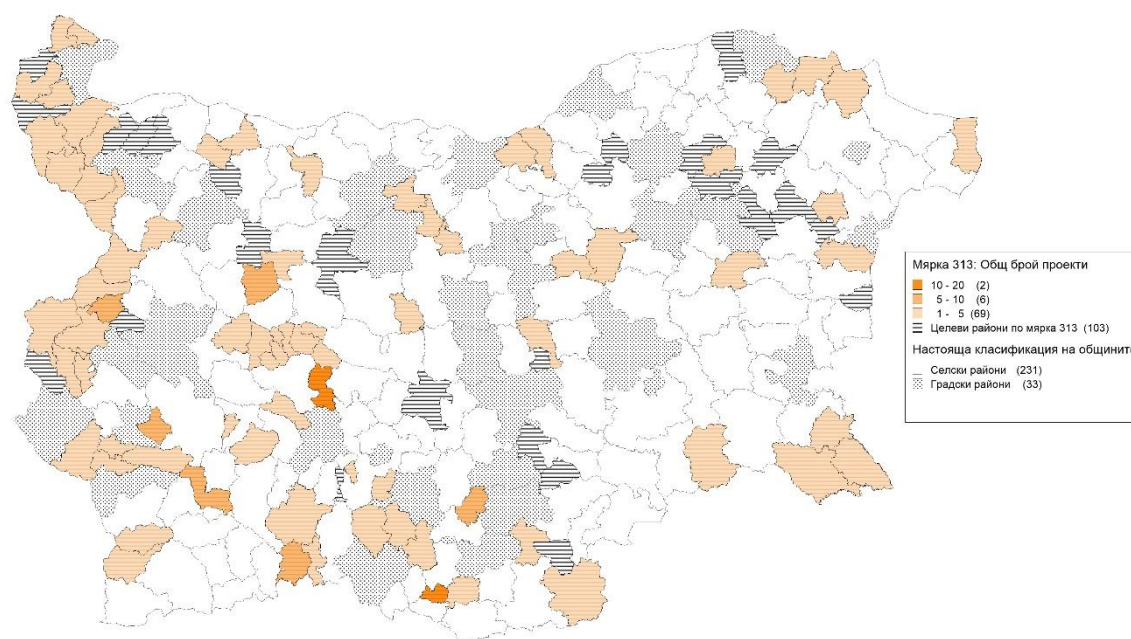 Мярка 313: Общ брой проекти
10 - 20 (2)
5 - 10 (6)
1 - 5 (69)
Целеви райони по мярка 313 (103)
Настояща класификация на общинит
Селски райони (231)
Градски райони (33)